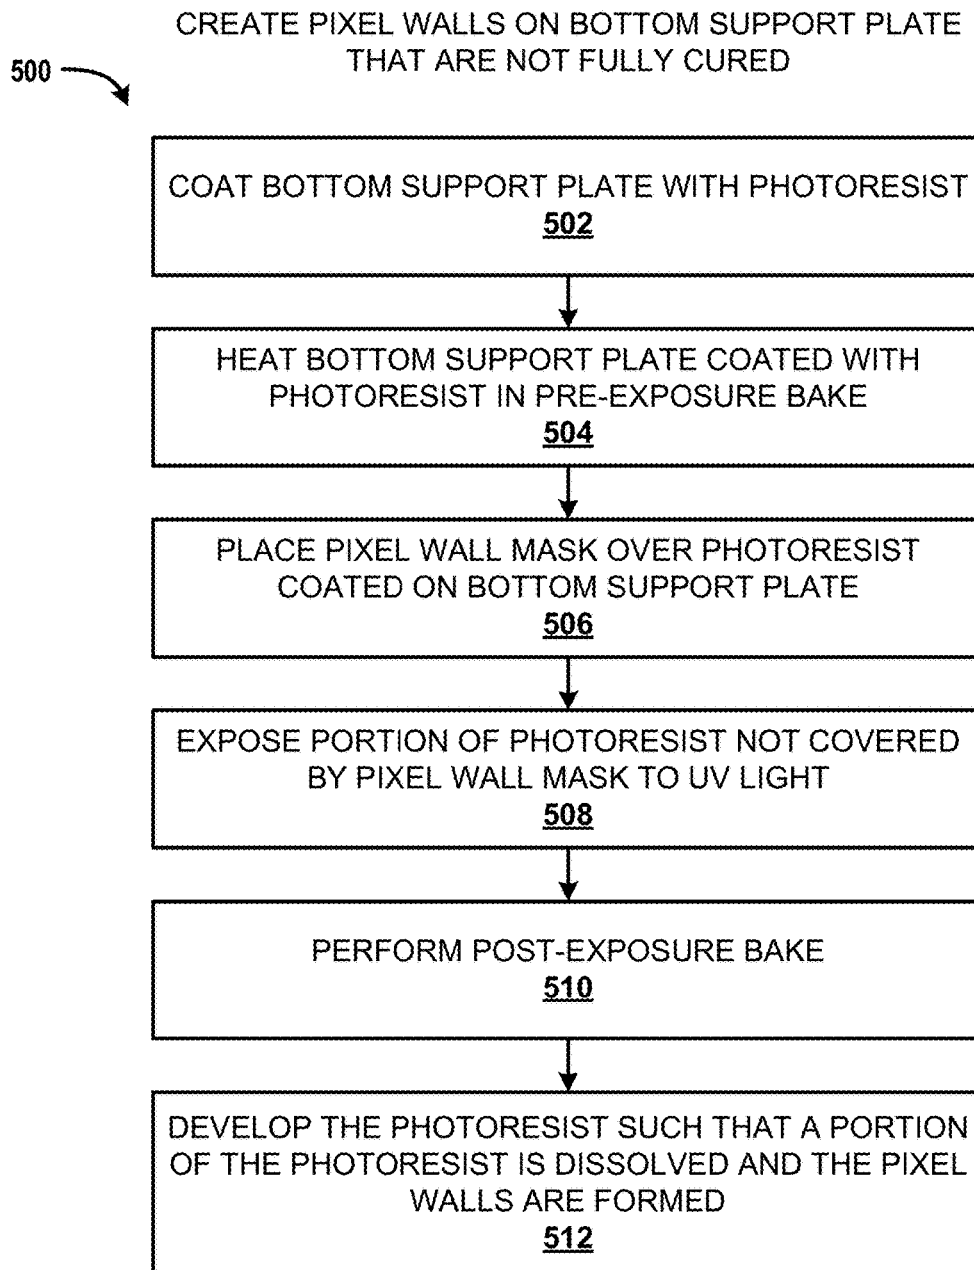 CREATE PIXEL WALLS ON BOTTOM SUPPORT PLATE
THAT ARE NOT FULLY CURED
500
COAT BOTTOM SUPPORT PLATE WITH PHOTORESIST
502
HEAT BOTTOM SUPPORT PLATE COATED WITH
PHOTORESIST IN PRE-EXPOSURE BAKE
504
PLACE PIXEL WALL MASK OVER PHOTORESIST
COATED ON BOTTOM SUPPORT PLATE
506
EXPOSE PORTION OF PHOTORESIST NOT COVERED
BY PIXEL WALL MASK TO UV LIGHT
508
PERFORM POST-EXPOSURE BAKE
510
DEVELOP THE PHOTORESIST SUCH THAT A PORTION
OF THE PHOTORESIST IS DISSOLVED AND THE PIXEL
WALLS ARE FORMED
512